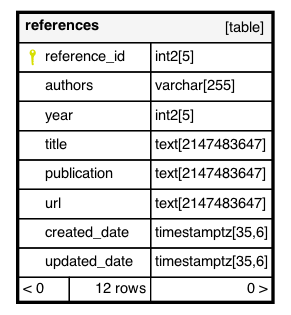 references [table]
reference_id int2[5]
authors varchar[255]
year int2[5]
title text[2147483647]
publication text[2147483647]
url text[2147483647]
created_date timestamptz[35,6]
updated_date timestamptz[35,6]
< 0 12 rows 0 >